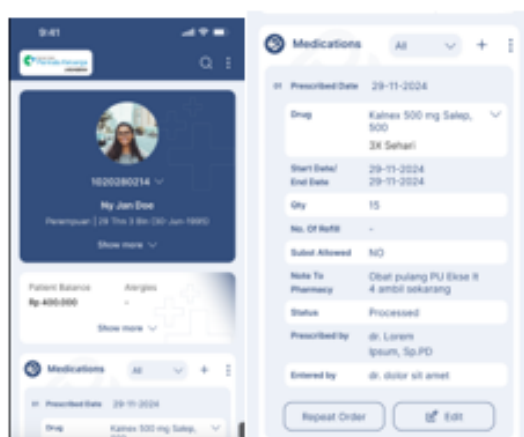 9:41
1020280214
Ny Jan Doe
Perempuan | 29 Thn 3 Bln (30-Jun-1995)
Show more
Patient Balance Alergies
Rp 400.000 -
Show more
Medications All +
01 Prescribed Date 29-11-2024
Drug Kalnex 500 mg Salep,
500
Medications All +
01 Prescribed Date 29-11-2024
Drug Kalnex 500 mg Salep,
500
3X Sehari
Start Date/ 29-11-2024
End Date 29-11-2024
Qty 15
No. Of Refill -
Subst Allowed NO
Note To Obat pulang PU Ekse lt
Pharmacy 4 ambil sekarang
Status Processed
Prescribed by dr. Lorem
Ipsum, Sp.PD
Entered by dr. dolor sit amet
Repeat Order Edit